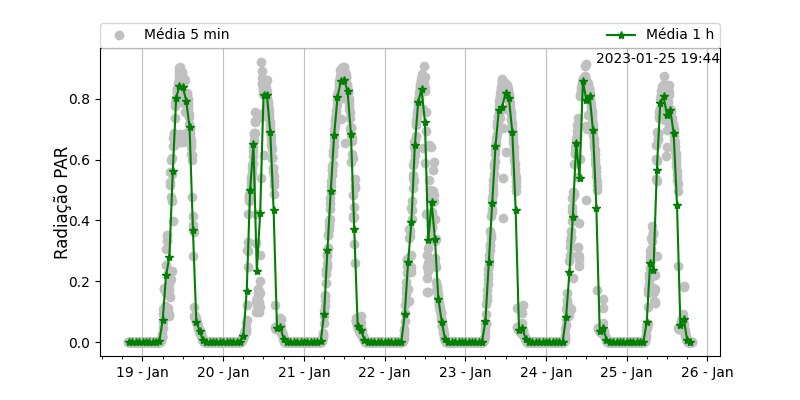 Média 5 min
Média 1 h
2023-01-25 19:44
Radiação PAR
0.8
0.6
0.4
0.2
0.0
19 - Jan
20 - Jan
21 - Jan
22 - Jan
23 - Jan
24 - Jan
25 - Jan
26 - Jan